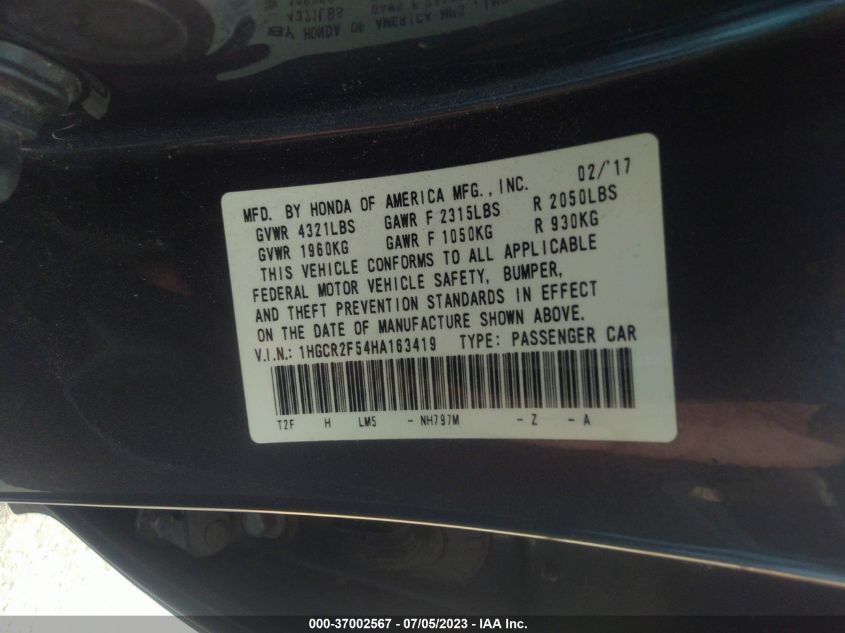 MFD. BY HONDA OF AMERICA MFG., INC. 02/'17
GVWR 4321LBS GAWR F 2315LBS R 2050LBS
GVWR 1960KG GAWR F 1050KG R 930KG
THIS VEHICLE CONFORMS TO ALL APPLICABLE
FEDERAL MOTOR VEHICLE SAFETY, BUMPER,
AND THEFT PREVENTION STANDARDS IN EFFECT
ON THE DATE OF MANUFACTURE SHOWN ABOVE.
V.I.N.: 1HGCR2F54HA163419 TYPE: PASSENGER CAR
T2F H LMS - NH797M - Z - A
000-37002567 - 07/05/2023 - IAA Inc.